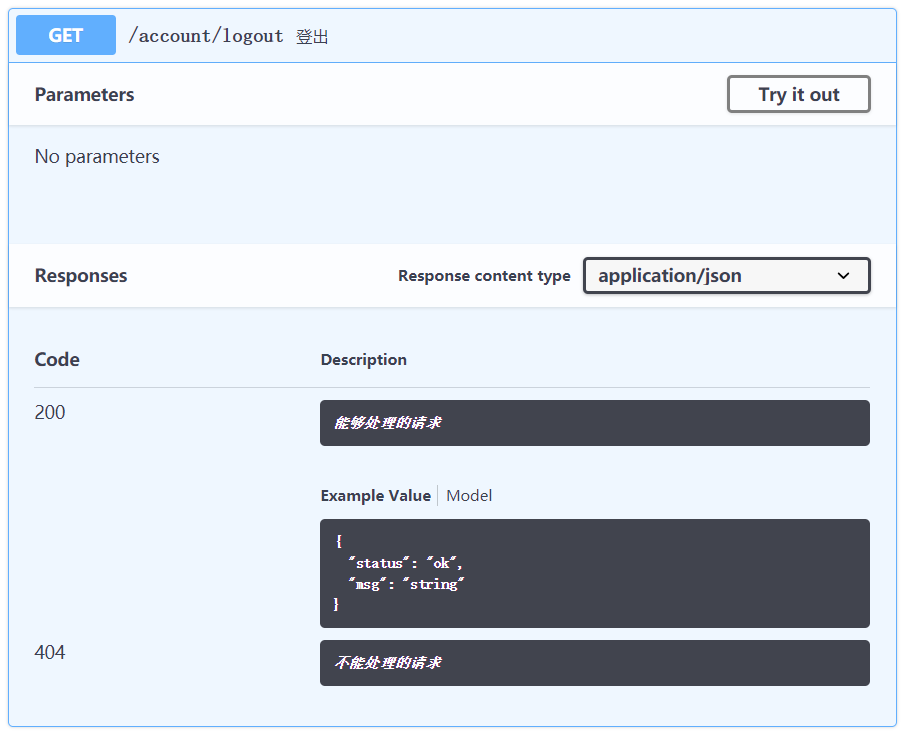 GET /account/logout 登出
Parameters Try it out
No parameters
Responses Response content type application/json
Code Description
200 能够处理的请求
Example Value Model
{
"status": "ok",
"msg": "string"
}
404 不能处理的请求